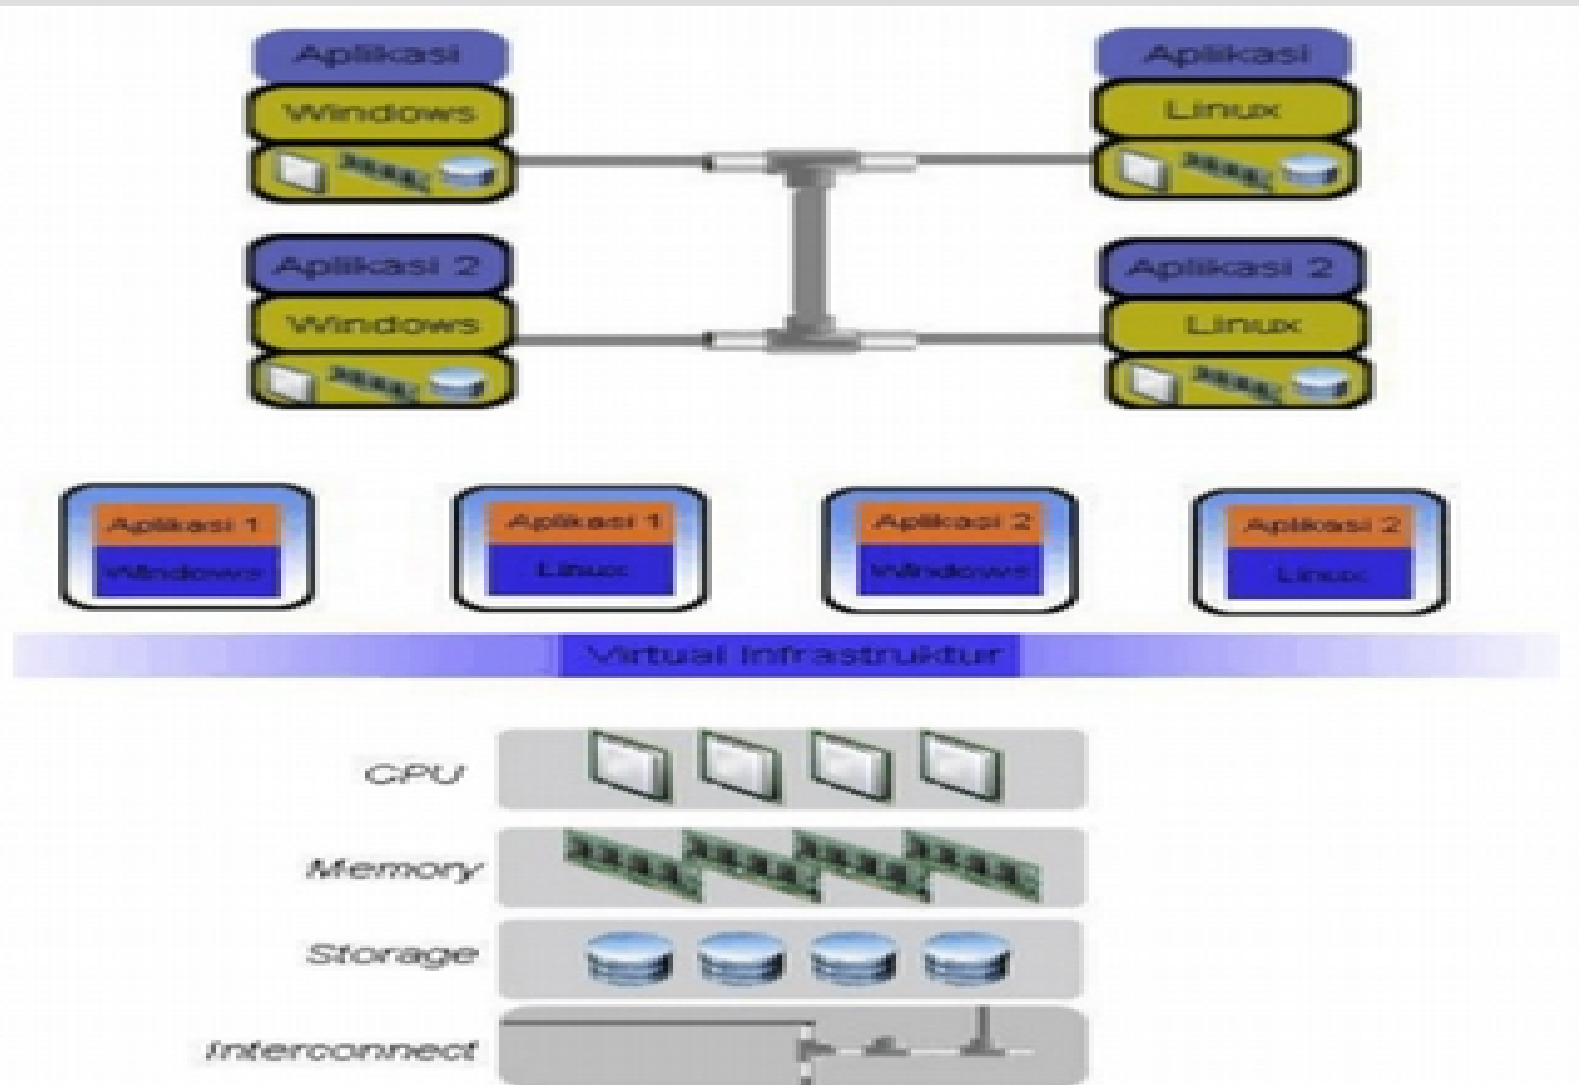 Aplikasi
Aplikasi
Windows
Linux
Aplikasi 2
Aplikasi 2
Windows
Linux
Aplikasi 1
Aplikasi 1
Aplikasi 2
Aplikasi 2
Windows
Linux
Windows
Linux
Virtual Infrastruktur
CPU
Memory
Storage
Interconnect